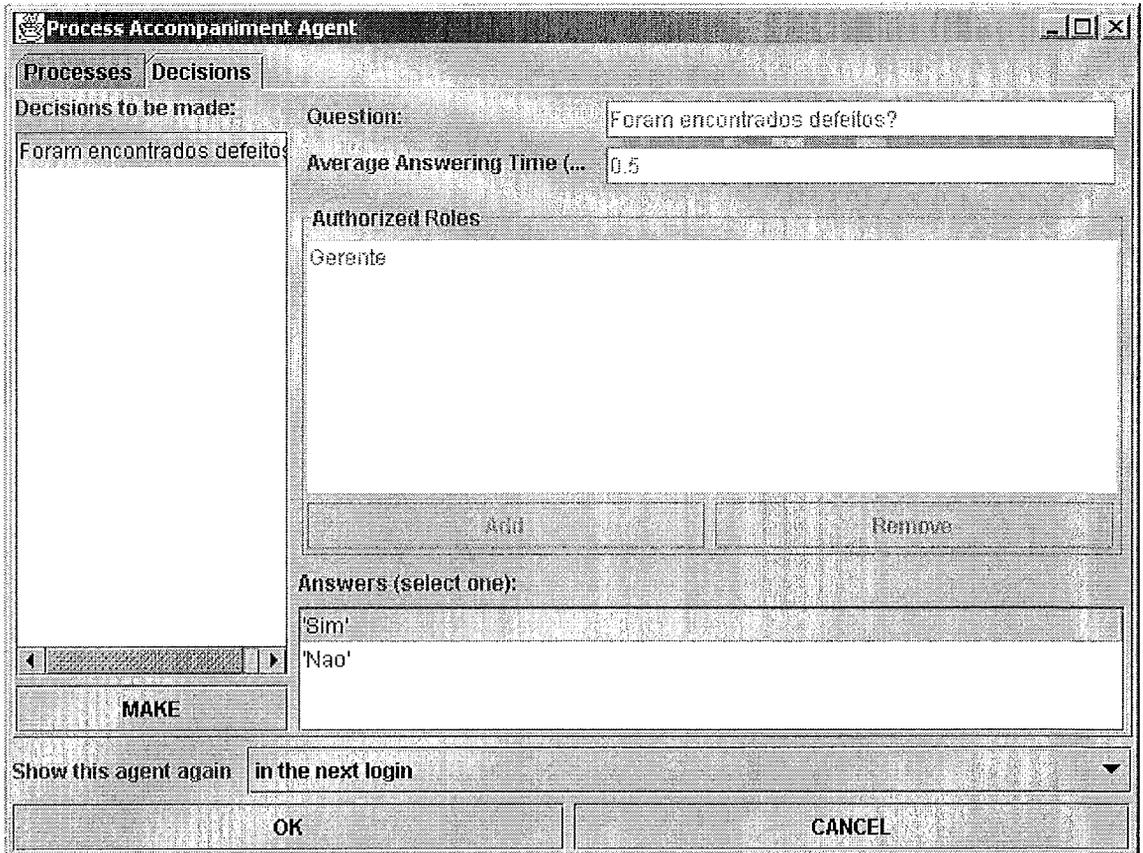 Process Accompaniment Agent
Processes Decisions
Decisions to be made:
Foram encontrados defeitos
MAKE
Question: Foram encontrados defeitos?
Average Answering Time (... 0.5
Authorized Roles
Gerente
Add Remove
Answers (select one):
'Sim'
'Nao'
Show this agent again in the next login
OK CANCEL